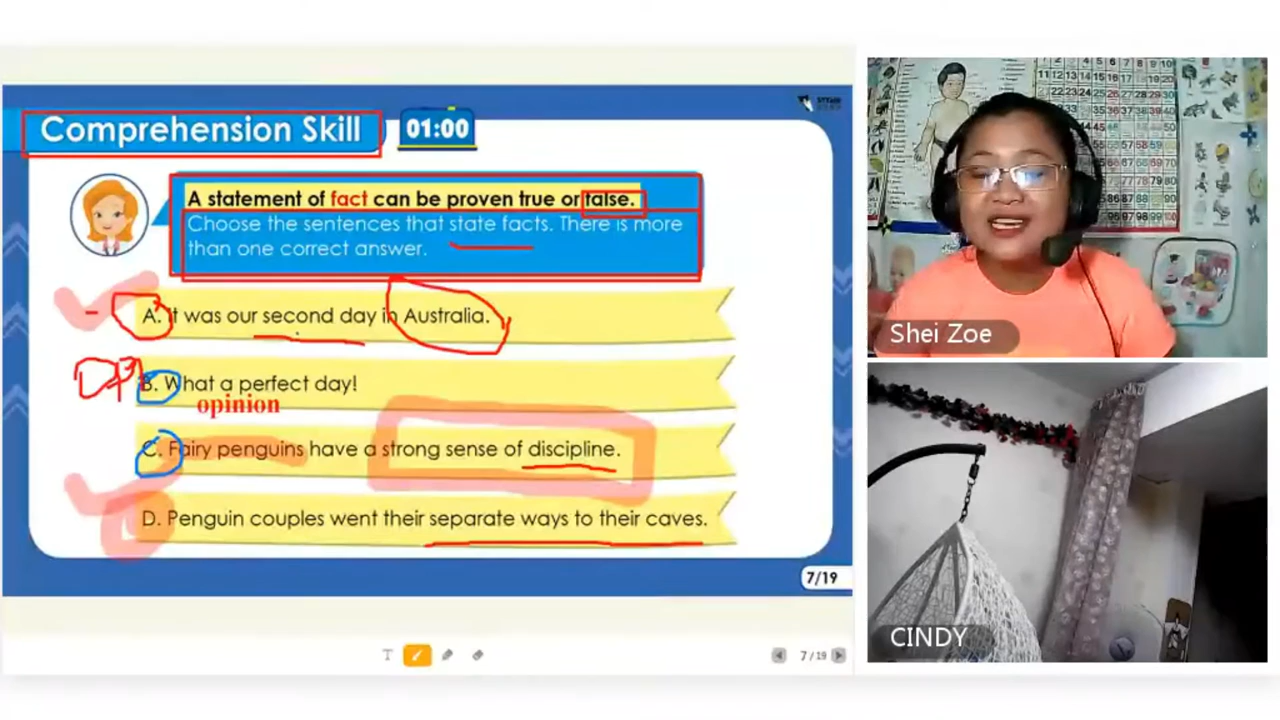 Comprehension Skill
01:00
A statement of fact can be proven true or false.
Choose the sentences that state facts. There is more
than one correct answer.
A. It was our second day in Australia.
B. What a perfect day!
opinion
C. Fairy penguins have a strong sense of discipline.
D. Penguin couples went their separate ways to their caves.
7/19
T
7/19
Shei Zoe
CINDY